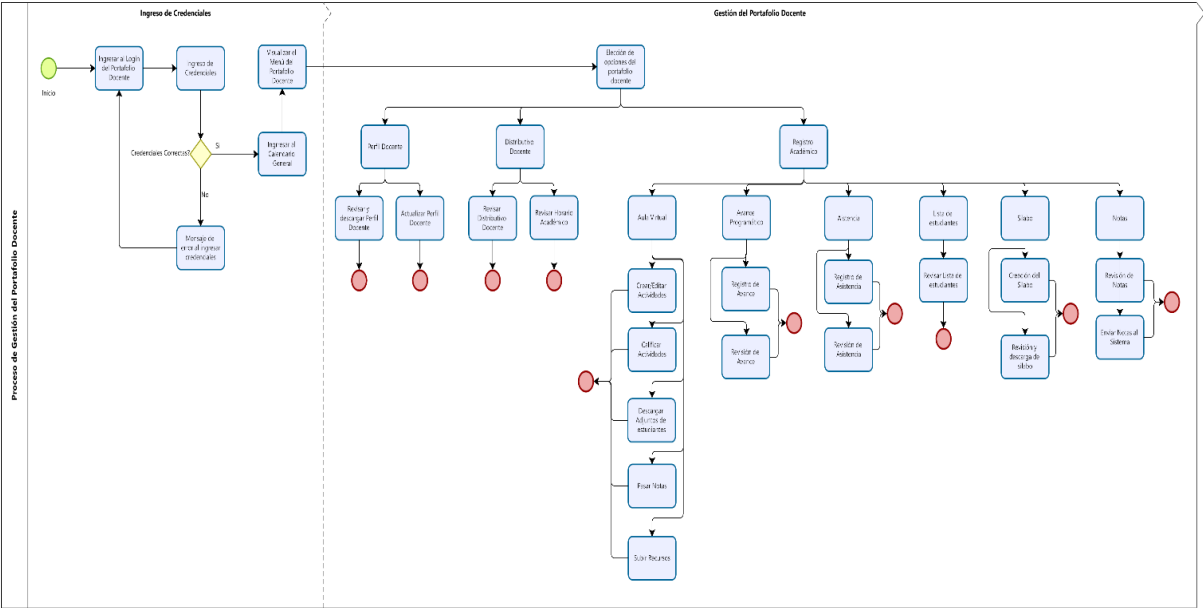 Ingreso de Credenciales
Gestión del Portafolio Docente
Proceso de Gestión del Portafolio Docente
Inicio
Ingresar al Login
del Portafolio
Docente
Ingreso de
Credenciales
Visualizar el
Menú de
Portafolio
Docente
Credenciales Correctas?
Si
No
Ingresar al
Calendario
General
Mensaje de
error al ingresar
credenciales
Elección de
opciones del
portafolio
docente
Perfil Docente
Distributivo
Docente
Registro
Académico
Revisar y
descargar Perfil
Docente
Actualizar Perfil
Docente
Revisar
Distributivo
Docente
Revisar Horario
Académico
Aula Virtual
Avance
Programático
Asistencia
Lista de
estudiantes
Sílabo
Notas
Crear/Editar
Actividades
Calificar
Actividades
Descargar
Adjuntos de
estudiantes
Pasar Notas
Subir Recursos
Registro de
Avance
Revisión de
Avance
Registro de
Asistencia
Revisión de
Asistencia
Revisar Lista de
estudiantes
Creación del
Sílabo
Revisión y
descarga de
sílabo
Revisión de
Notas
Enviar Notas al
Sistema